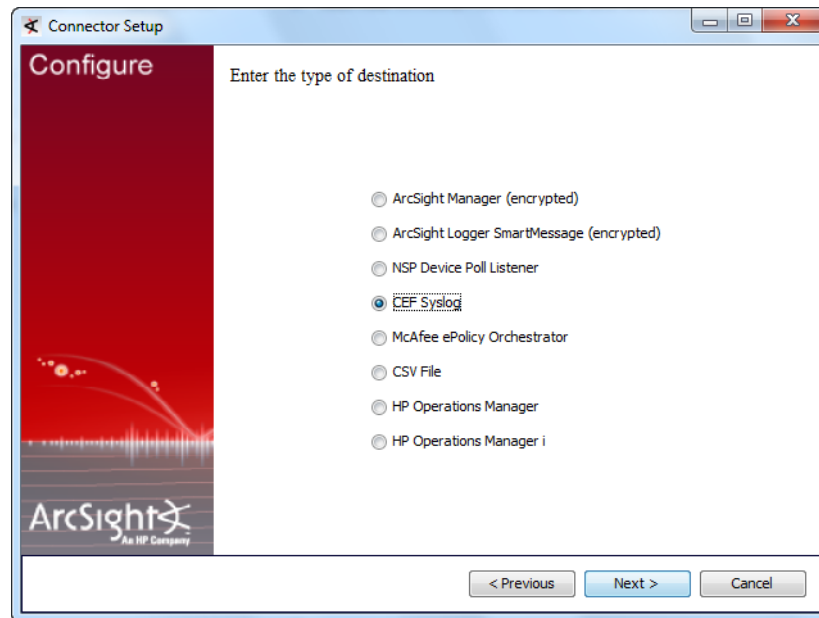 Connector Setup
Configure
Enter the type of destination
ArcSight Manager (encrypted)
ArcSight Logger SmartMessage (encrypted)
NSP Device Poll Listener
CEF Syslog
McAfee ePolicy Orchestrator
CSV File
HP Operations Manager
HP Operations Manager i
ArcSight
An HP Company
< Previous Next > Cancel